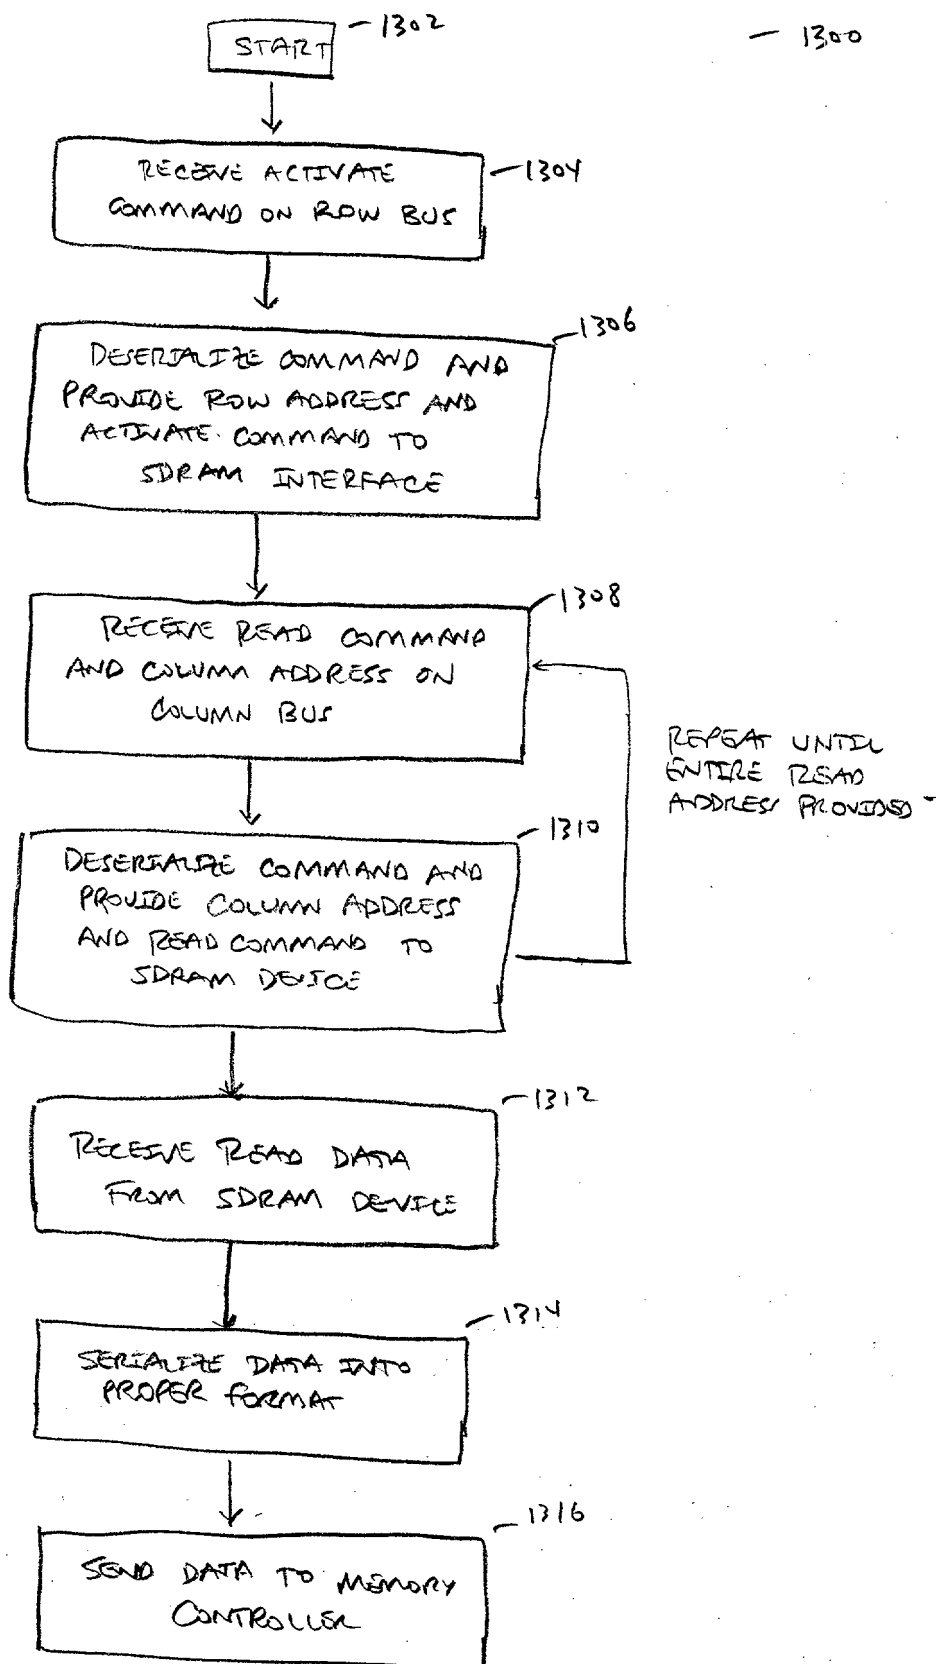 1302
1300
START
RECEIVE ACTIVATE
COMMAND ON ROW BUS
1304
1306
DESERIALIZE COMMAND AND
PROVIDE ROW ADDRESS AND
ACTIVATE COMMAND TO
SDRAM INTERFACE
1308
RECEIVE READ COMMAND
AND COLUMN ADDRESS ON
COLUMN BUS
REPEAT UNTIL
ENTIRE READ
ADDRESS PROVIDED
1310
DESERIALIZE COMMAND AND
PROVIDE COLUMN ADDRESS
AND READ COMMAND TO
SDRAM DEVICE
1312
RECEIVE READ DATA
FROM SDRAM DEVICE
1314
SERIALIZE DATA INTO
PROPER FORMAT
1316
SEND DATA TO MEMORY
CONTROLLER